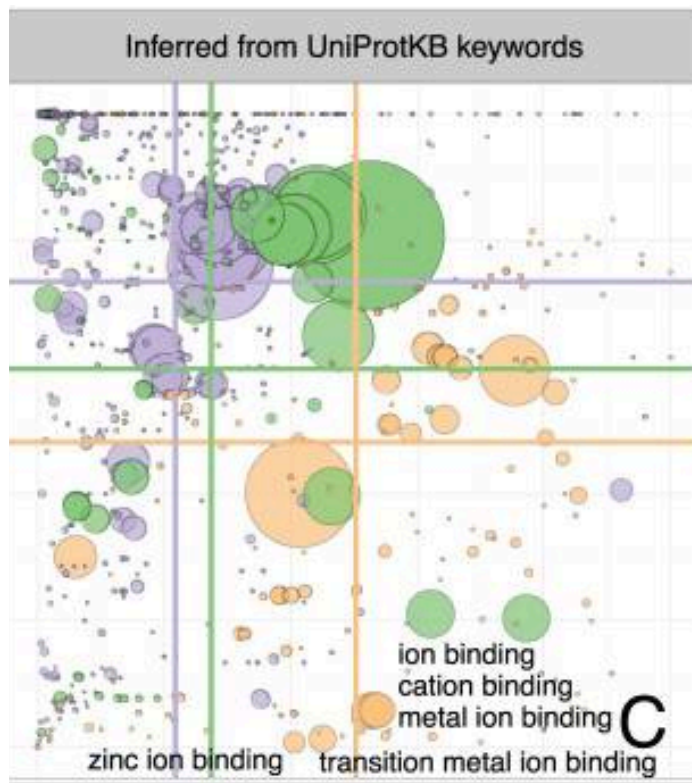 Inferred from UniProtKB keywords
ion binding
cation binding
metal ion binding
C
zinc ion binding
transition metal ion binding